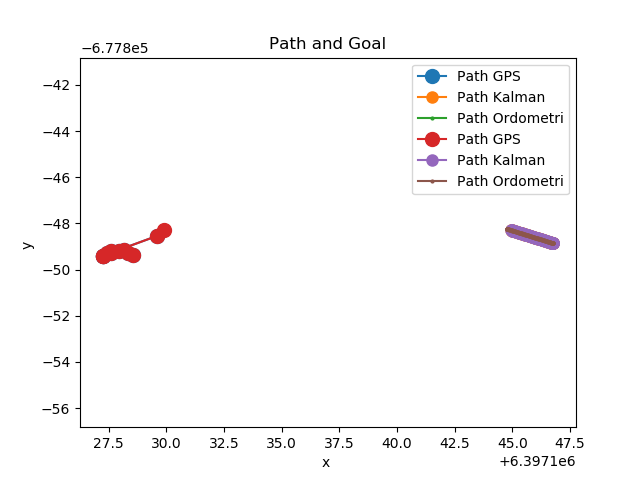 Path and Goal
−6.778e5
Path GPS
Path Kalman
Path Ordometri
Path GPS
Path Kalman
Path Ordometri
−42
−44
−46
−48
−50
−52
−54
−56
y
27.5 30.0 32.5 35.0 37.5 40.0 42.5 45.0 47.5
x
+6.3971e6